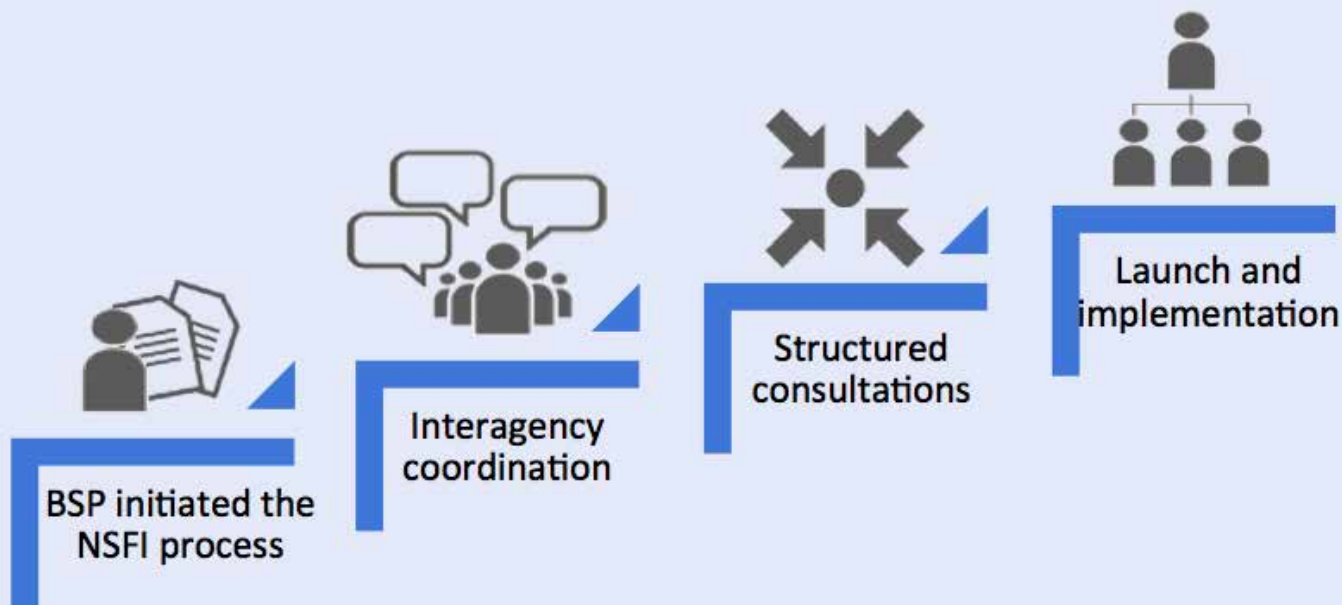 BSP initiated the
NSFI process
Interagency
coordination
Structured
consultations
Launch and
implementation